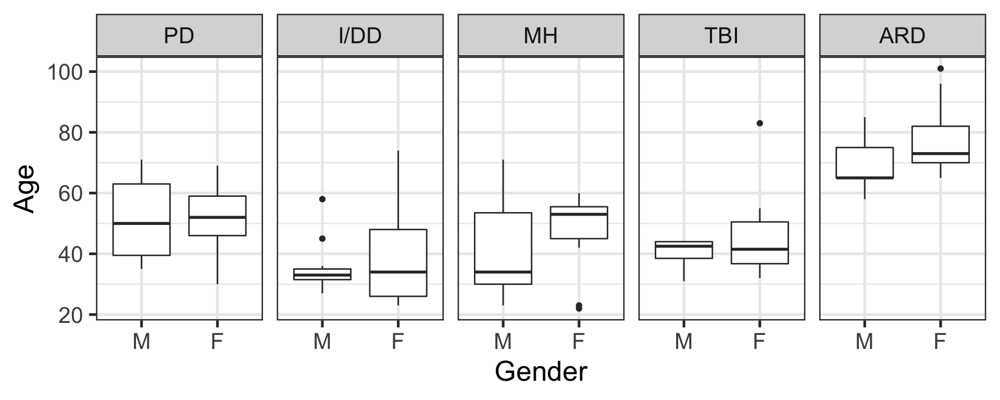 PD I/DD MH TBI ARD
100
80
60
40
20
Age
M F M F M F M F M F
Gender